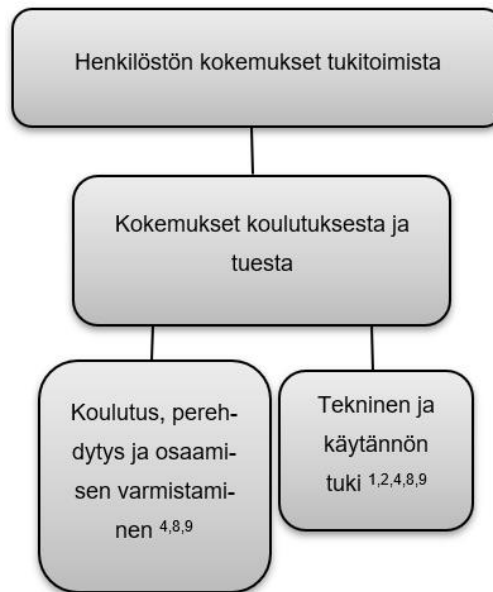 Henkilöstön kokemukset tukitoimista
Kokemukset koulutuksesta ja
tuesta
Koulutus, pereh-
dytys ja osaami-
sen varmistami-
nen 4,8,9
Tekninen ja
käytännön
tuki 1,2,4,8,9